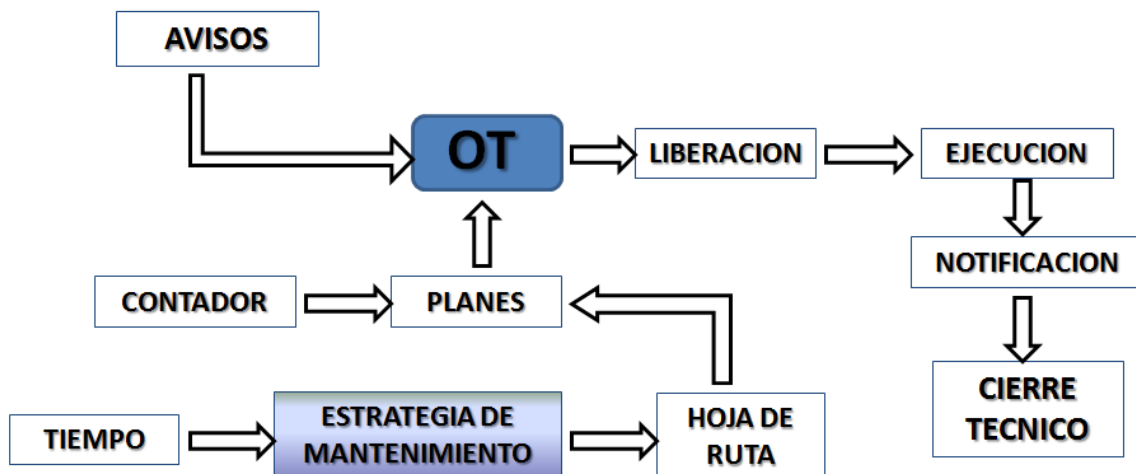 AVISOS
OT
LIBERACION
EJECUCION
NOTIFICACION
CONTADOR
PLANES
CIERRE
TECNICO
TIEMPO
ESTRATEGIA DE
MANTENIMIENTO
HOJA DE
RUTA